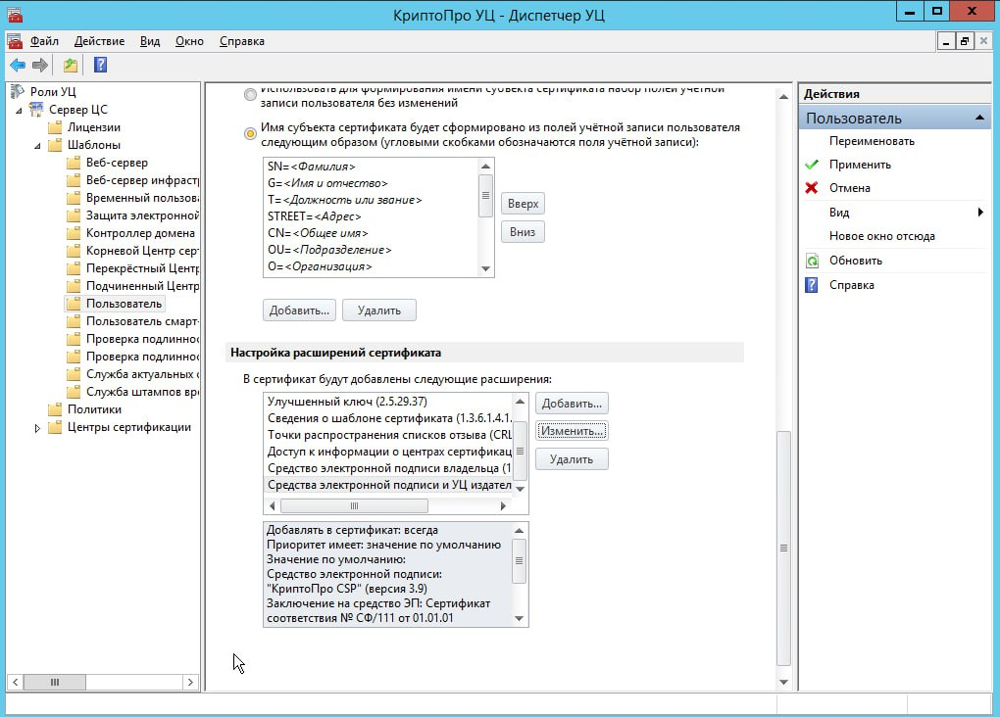 КриптоПро УЦ - Диспетчер УЦ
Файл Действие Вид Окно Справка
Роли УЦ
Сервер ЦС
Лицензии
Шаблоны
Веб-сервер
Веб-сервер инфраст
Временный пользова
Защита электронной
Контроллер домена
Корневой Центр серт
Перекрёстный Центр
Подчиненный Центр
Пользователь
Пользователь смарт-
Проверка подлиннос
Проверка подлиннос
Служба актуальных с
Служба штампов вре
Политики
Центры сертификации
Использовать для формирования имени субъекта сертификата набор полей учётной
записи пользователя без изменений
Имя субъекта сертификата будет сформировано из полей учётной записи пользователя
следующим образом (угловыми скобками обозначаются поля учётной записи):
SN=<Фамилия>
G=<Имя и отчество>
T=<Должность или звание>
STREET=<Адрес>
CN=<Общее имя>
OU=<Подразделение>
O=<Организация>
Вверх
Вниз
Добавить... Удалить
Настройка расширений сертификата
В сертификат будут добавлены следующие расширения:
Улучшенный ключ (2.5.29.37)
Сведения о шаблоне сертификата (1.3.6.1.4.1.
Точки распространения списков отзыва (CRL
Доступ к информации о центрах сертификац
Средство электронной подписи владельца (1
Средства электронной подписи и УЦ издател
Добавить...
Изменить...
Удалить
Добавлять в сертификат: всегда
Приоритет имеет: значение по умолчанию
Значение по умолчанию:
Средство электронной подписи:
"КриптоПро CSP" (версия 3.9)
Заключение на средство ЭП: Сертификат
соответствия № СФ/111 от 01.01.01
Действия
Пользователь
Переименовать
Применить
Отмена
Вид
Новое окно отсюда
Обновить
Справка